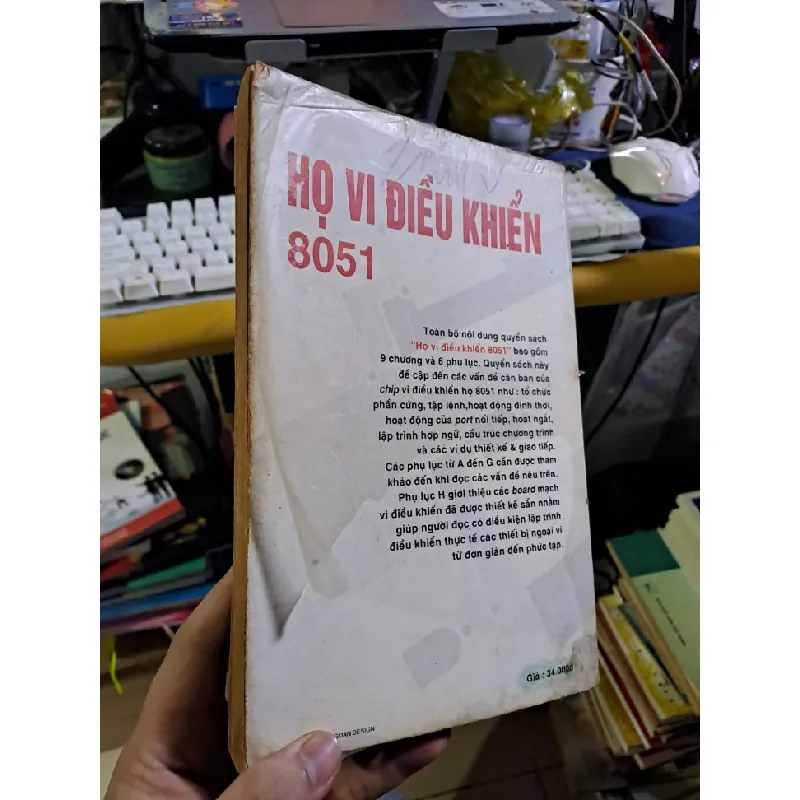 HỌ VI ĐIỀU KHIỂN
8051
Toàn bộ nội dung quyển sách
"Họ vi điều khiển 8051" bao gồm
9 chương và 6 phụ lục. Quyển sách này
đề cập đến các vấn đề căn bản của
chip vi điều khiển họ 8051 như : tổ chức
phần cứng, tập lệnh,hoạt động định thời,
hoạt động của port nối tiếp, hoạt ngắt,
lập trình hợp ngữ, cấu trúc chương trình
và các ví dụ thiết kế & giao tiếp.
Các phụ lục từ A đến G cần được tham
khảo đến khi đọc các vấn đề nêu trên.
Phụ lục H giới thiệu các board mạch
vi điều khiển đã được thiết kế sẵn nhằm
giúp người đọc có điều kiện lập trình
điều khiển thực tế các thiết bị ngoại vi
từ đơn giản đến phức tạp.
Giá : 34.000đ
DESIGN